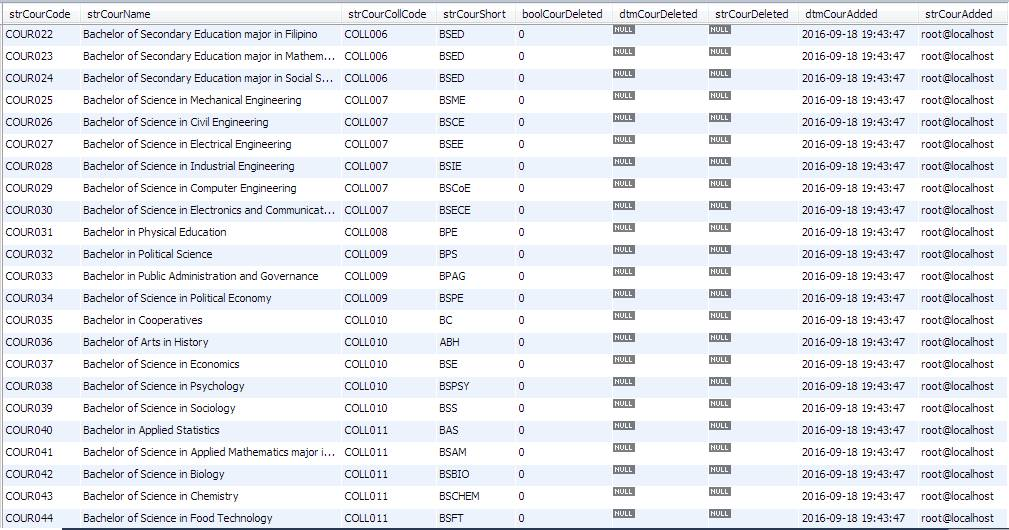 strCourCode strCourName strCourCollCode strCourShort boolCourDeleted dtmCourDeleted strCourDeleted dtmCourAdded strCourAdded
COUR022 Bachelor of Secondary Education major in Filipino COLL006 BSED 0 NULL NULL 2016-09-18 19:43:47 root@localhost
COUR023 Bachelor of Secondary Education major in Mathem... COLL006 BSED 0 NULL NULL 2016-09-18 19:43:47 root@localhost
COUR024 Bachelor of Secondary Education major in Social S... COLL006 BSED 0 NULL NULL 2016-09-18 19:43:47 root@localhost
COUR025 Bachelor of Science in Mechanical Engineering COLL007 BSME 0 NULL NULL 2016-09-18 19:43:47 root@localhost
COUR026 Bachelor of Science in Civil Engineering COLL007 BSCE 0 NULL NULL 2016-09-18 19:43:47 root@localhost
COUR027 Bachelor of Science in Electrical Engineering COLL007 BSEE 0 NULL NULL 2016-09-18 19:43:47 root@localhost
COUR028 Bachelor of Science in Industrial Engineering COLL007 BSIE 0 NULL NULL 2016-09-18 19:43:47 root@localhost
COUR029 Bachelor of Science in Computer Engineering COLL007 BSCoE 0 NULL NULL 2016-09-18 19:43:47 root@localhost
COUR030 Bachelor of Science in Electronics and Communicat... COLL007 BSECE 0 NULL NULL 2016-09-18 19:43:47 root@localhost
COUR031 Bachelor in Physical Education COLL008 BPE 0 NULL NULL 2016-09-18 19:43:47 root@localhost
COUR032 Bachelor in Political Science COLL009 BPS 0 NULL NULL 2016-09-18 19:43:47 root@localhost
COUR033 Bachelor in Public Administration and Governance COLL009 BPAG 0 NULL NULL 2016-09-18 19:43:47 root@localhost
COUR034 Bachelor of Science in Political Economy COLL009 BSPE 0 NULL NULL 2016-09-18 19:43:47 root@localhost
COUR035 Bachelor in Cooperatives COLL010 BC 0 NULL NULL 2016-09-18 19:43:47 root@localhost
COUR036 Bachelor of Arts in History COLL010 ABH 0 NULL NULL 2016-09-18 19:43:47 root@localhost
COUR037 Bachelor of Science in Economics COLL010 BSE 0 NULL NULL 2016-09-18 19:43:47 root@localhost
COUR038 Bachelor of Science in Psychology COLL010 BSPSY 0 NULL NULL 2016-09-18 19:43:47 root@localhost
COUR039 Bachelor of Science in Sociology COLL010 BSS 0 NULL NULL 2016-09-18 19:43:47 root@localhost
COUR040 Bachelor in Applied Statistics COLL011 BAS 0 NULL NULL 2016-09-18 19:43:47 root@localhost
COUR041 Bachelor of Science in Applied Mathematics major i... COLL011 BSAM 0 NULL NULL 2016-09-18 19:43:47 root@localhost
COUR042 Bachelor of Science in Biology COLL011 BSBIO 0 NULL NULL 2016-09-18 19:43:47 root@localhost
COUR043 Bachelor of Science in Chemistry COLL011 BSCHEM 0 NULL NULL 2016-09-18 19:43:47 root@localhost
COUR044 Bachelor of Science in Food Technology COLL011 BSFT 0 NULL NULL 2016-09-18 19:43:47 root@localhost